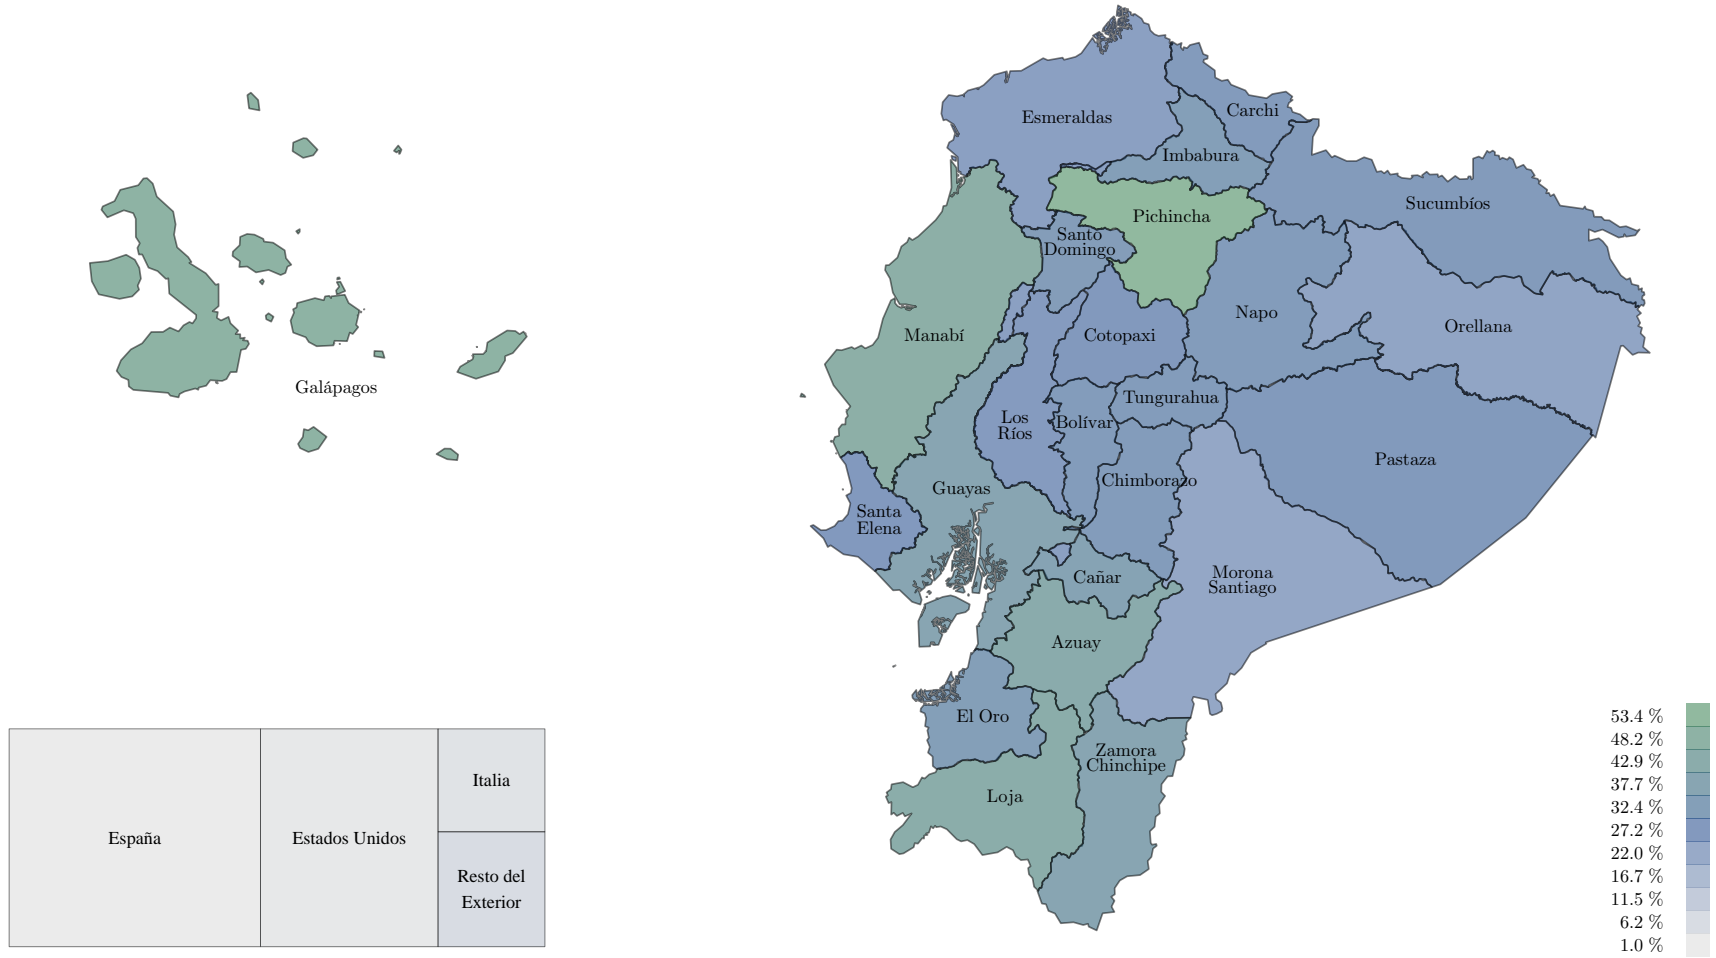 Esmeraldas
Carchi
Imbabura
Pichincha
Sucumbíos
Santo
Domingo
Manabí
Cotopaxi
Napo
Orellana
Galápagos
Tungurahua
Los
Ríos
Bolívar
Pastaza
Chimborazo
Guayas
Santa
Elena
Cañar
Morona
Santiago
Azuay
El Oro
Zamora
Chinchipe
Loja
España
Estados Unidos
Italia
Resto del
Exterior
53.4 %
48.2 %
42.9 %
37.7 %
32.4 %
27.2 %
22.0 %
16.7 %
11.5 %
6.2 %
1.0 %